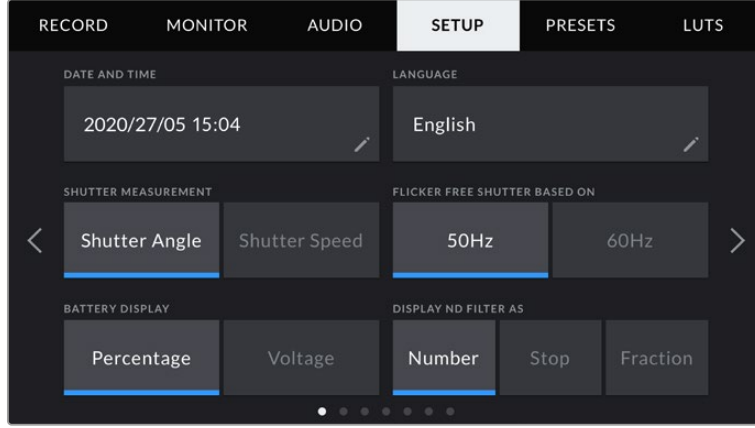 RECORD MONITOR AUDIO SETUP PRESETS LUTS
DATE AND TIME LANGUAGE
2020/27/05 15:04 English
SHUTTER MEASUREMENT FLICKER FREE SHUTTER BASED ON
Shutter Angle Shutter Speed 50Hz 60Hz
BATTERY DISPLAY DISPLAY ND FILTER AS
Percentage Voltage Number Stop Fraction